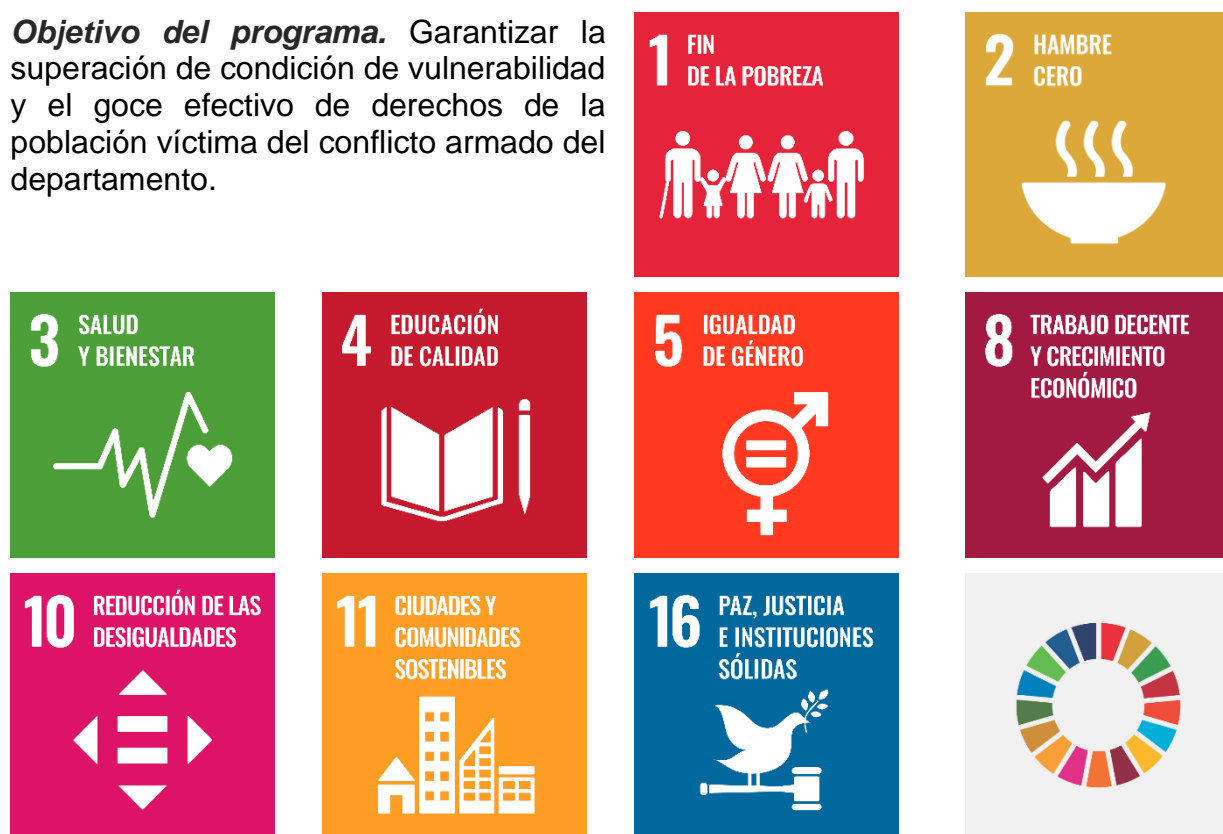 Objetivo del programa. Garantizar la
superación de condición de vulnerabilidad
y el goce efectivo de derechos de la
población víctima del conflicto armado del
departamento.
1 FIN
DE LA POBREZA
2 HAMBRE
CERO
3 SALUD
Y BIENESTAR
4 EDUCACIÓN
DE CALIDAD
5 IGUALDAD
DE GÉNERO
8 TRABAJO DECENTE
Y CRECIMIENTO
ECONÓMICO
10 REDUCCIÓN DE LAS
DESIGUALDADES
11 CIUDADES Y
COMUNIDADES
SOSTENIBLES
16 PAZ, JUSTICIA
E INSTITUCIONES
SÓLIDAS